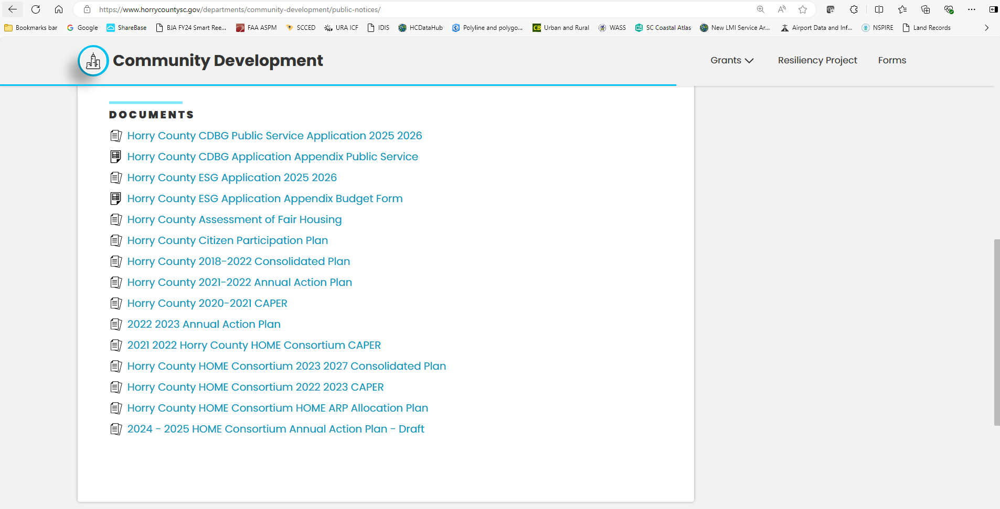 https://www.horrycountysc.gov/departments/community-development/public-notices/
Bookmarks bar Google ShareBase BJA FY24 Smart Ree... FAA ASPM SCCED URA ICF IDIS HCDataHub Polyline and polygo... CB Urban and Rural WASS SC Coastal Atlas New LMI Service Ar... Airport Data and Inf... NSPIRE Land Records
Community Development
Grants Resiliency Project Forms
DOCUMENTS
Horry County CDBG Public Service Application 2025 2026
Horry County CDBG Application Appendix Public Service
Horry County ESG Application 2025 2026
Horry County ESG Application Appendix Budget Form
Horry County Assessment of Fair Housing
Horry County Citizen Participation Plan
Horry County 2018-2022 Consolidated Plan
Horry County 2021-2022 Annual Action Plan
Horry County 2020-2021 CAPER
2022 2023 Annual Action Plan
2021 2022 Horry County HOME Consortium CAPER
Horry County HOME Consortium 2023 2027 Consolidated Plan
Horry County HOME Consortium 2022 2023 CAPER
Horry County HOME Consortium HOME ARP Allocation Plan
2024 - 2025 HOME Consortium Annual Action Plan - Draft